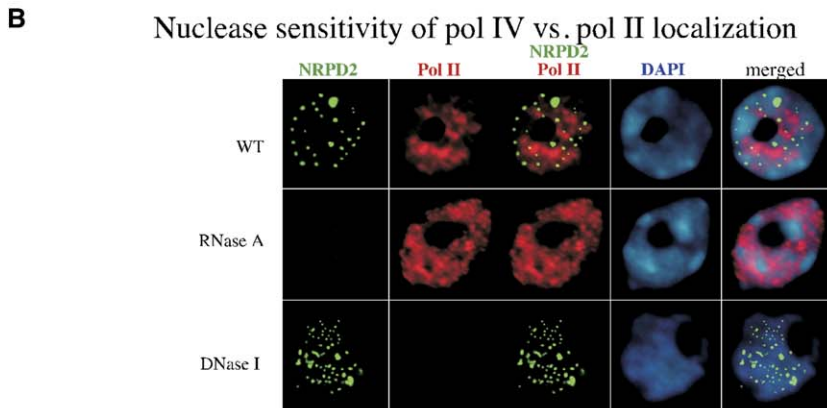 B
Nuclease sensitivity of pol IV vs. pol II localization
NRPD2
NRPD2 Pol II Pol II DAPI merged
WT
RNase A
DNase I